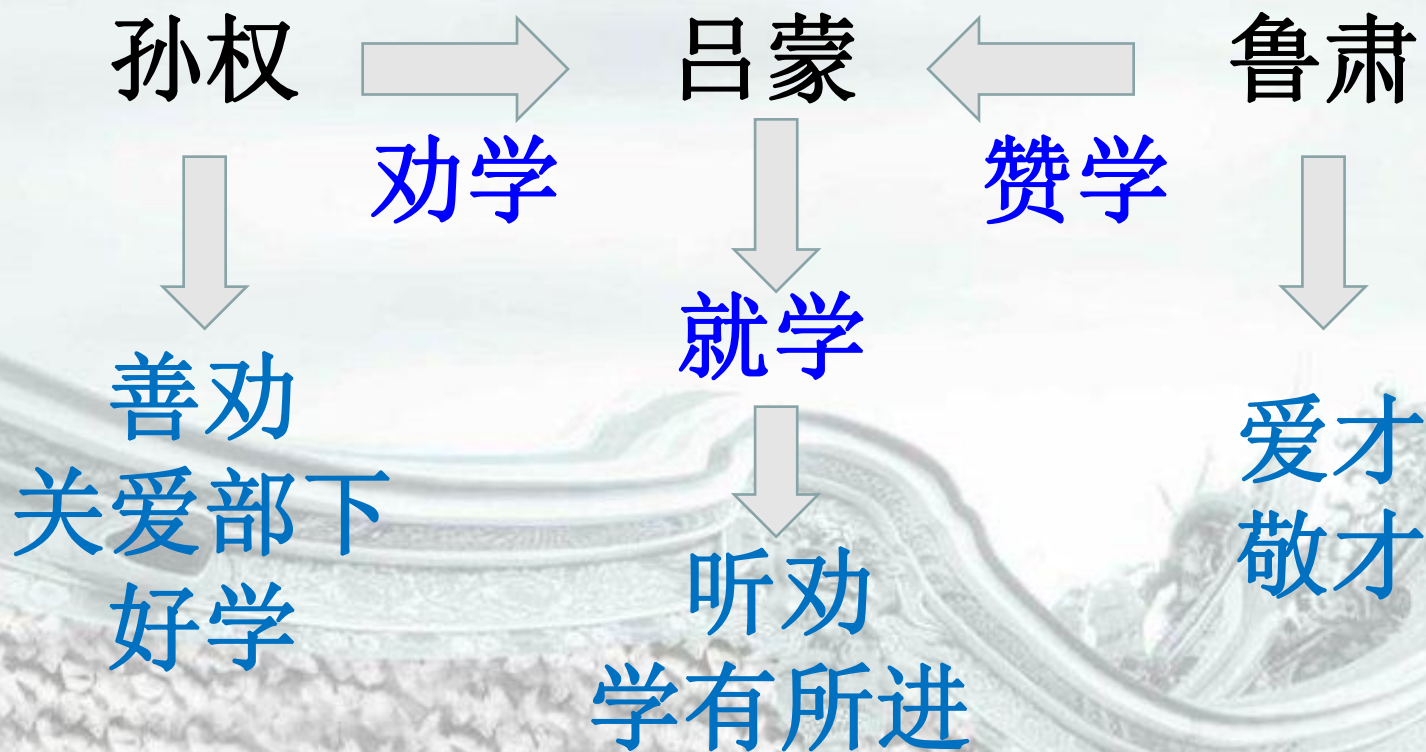 孙权 吕蒙 鲁肃
劝学 赞学
就学
善劝
关爱部下
好学
听劝
学有所进
爱才
敬才